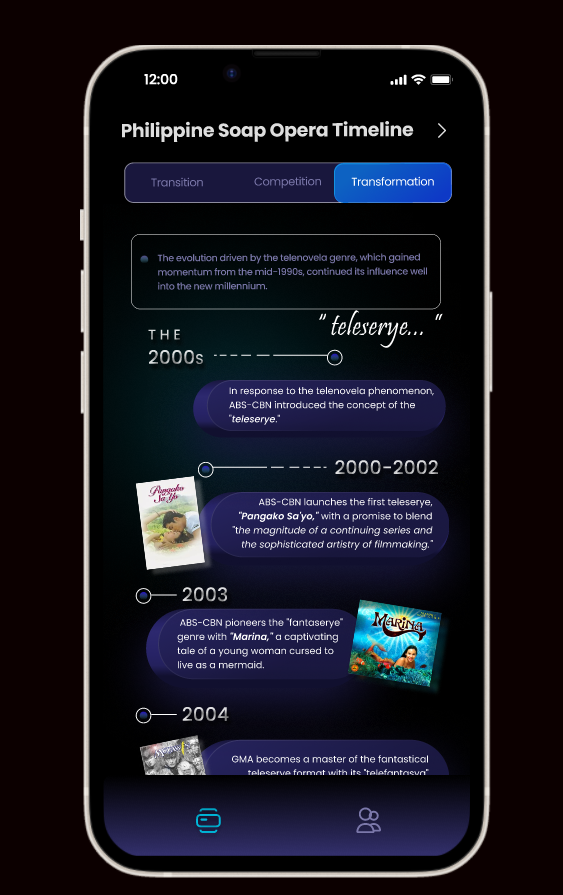 12:00
Philippine Soap Opera Timeline
Transition Competition Transformation
The evolution driven by the telenovela genre, which gained
momentum from the mid-1990s, continued its influence well
into the new millennium.
" teleserye... "
THE
2000s
In response to the telenovela phenomenon,
ABS-CBN introduced the concept of the
"teleserye."
2000-2002
Pangako
Sa'Yo
ABS-CBN launches the first teleserye,
"Pangako Sa'yo," with a promise to blend
"the magnitude of a continuing series and
the sophisticated artistry of filmmaking."
2003
ABS-CBN pioneers the "fantaserye"
genre with "Marina," a captivating
tale of a young woman cursed to
live as a mermaid.
MARINA
2004
GMA becomes a master of the fantastical
teleserye format with its "telefantasya"